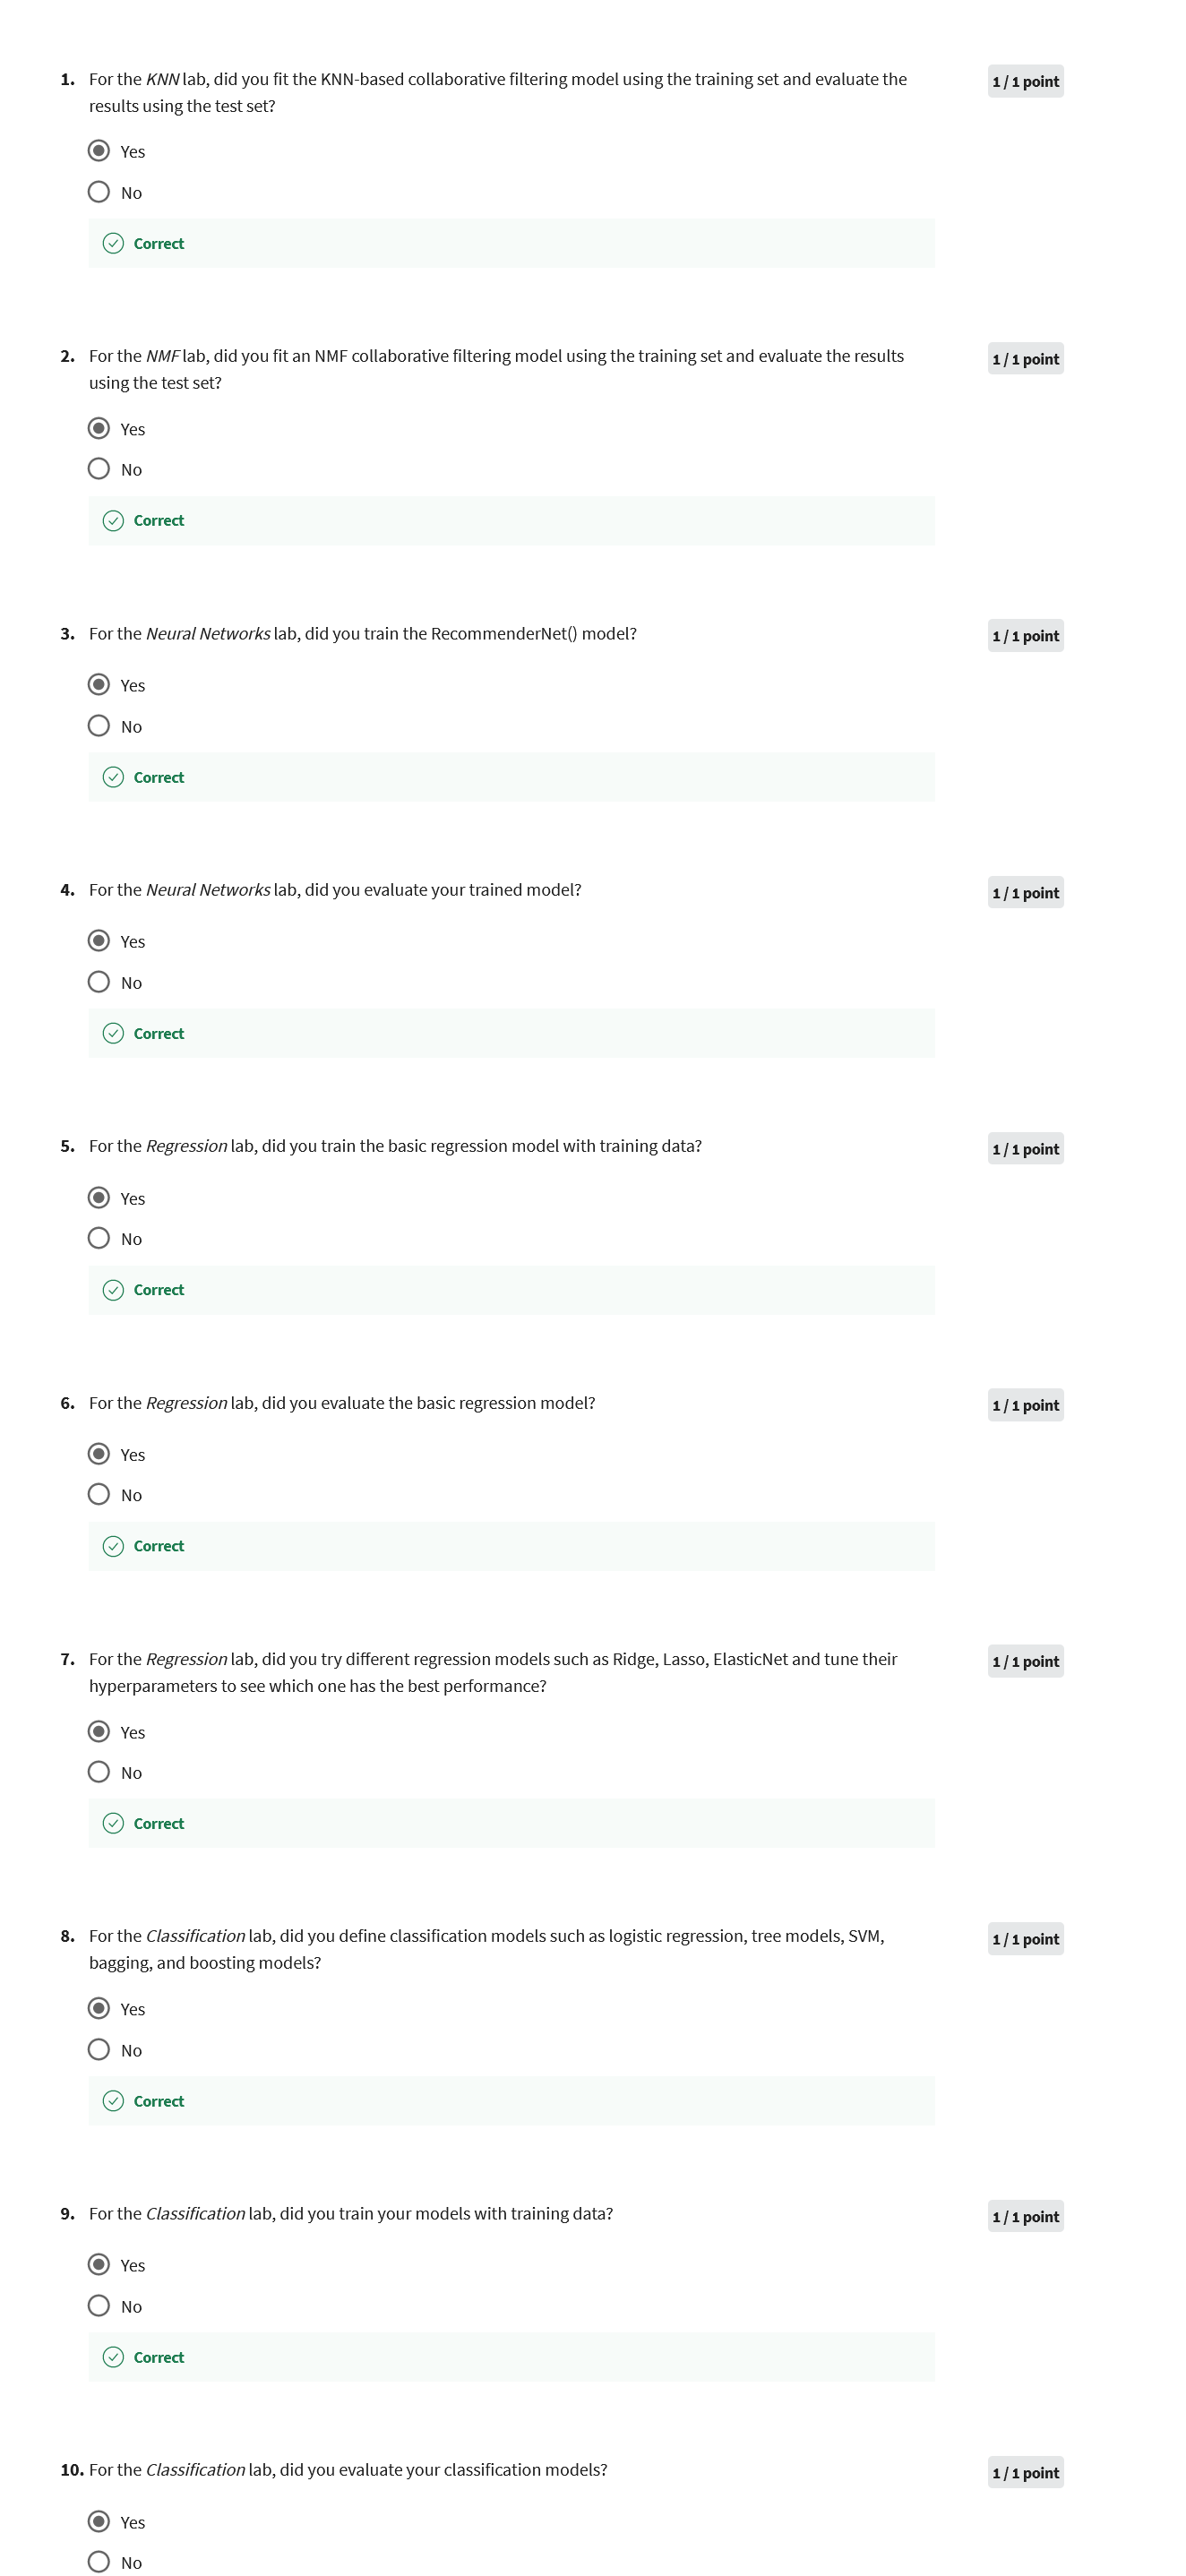 1. For the KNN lab, did you fit the KNN-based collaborative filtering model using the training set and evaluate the
results using the test set?
1 / 1 point
Yes
No
Correct
2. For the NMF lab, did you fit an NMF collaborative filtering model using the training set and evaluate the results
using the test set?
1 / 1 point
Yes
No
Correct
3. For the Neural Networks lab, did you train the RecommenderNet() model?
1 / 1 point
Yes
No
Correct
4. For the Neural Networks lab, did you evaluate your trained model?
1 / 1 point
Yes
No
Correct
5. For the Regression lab, did you train the basic regression model with training data?
1 / 1 point
Yes
No
Correct
6. For the Regression lab, did you evaluate the basic regression model?
1 / 1 point
Yes
No
Correct
7. For the Regression lab, did you try different regression models such as Ridge, Lasso, ElasticNet and tune their
hyperparameters to see which one has the best performance?
1 / 1 point
Yes
No
Correct
8. For the Classification lab, did you define classification models such as logistic regression, tree models, SVM,
bagging, and boosting models?
1 / 1 point
Yes
No
Correct
9. For the Classification lab, did you train your models with training data?
1 / 1 point
Yes
No
Correct
10. For the Classification lab, did you evaluate your classification models?
1 / 1 point
Yes
No